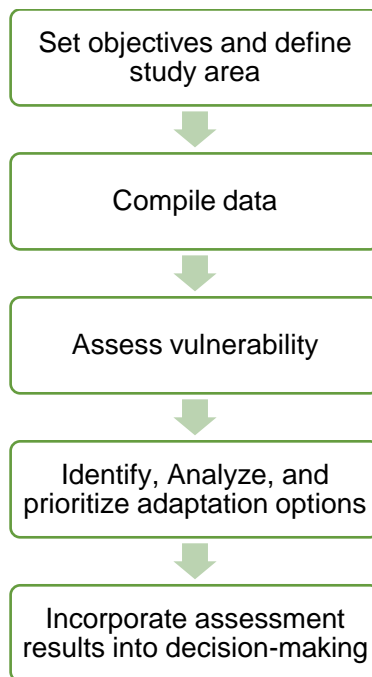 Set objectives and define
study area
Compile data
Assess vulnerability
Identify, Analyze, and
prioritize adaptation options
Incorporate assessment
results into decision-making